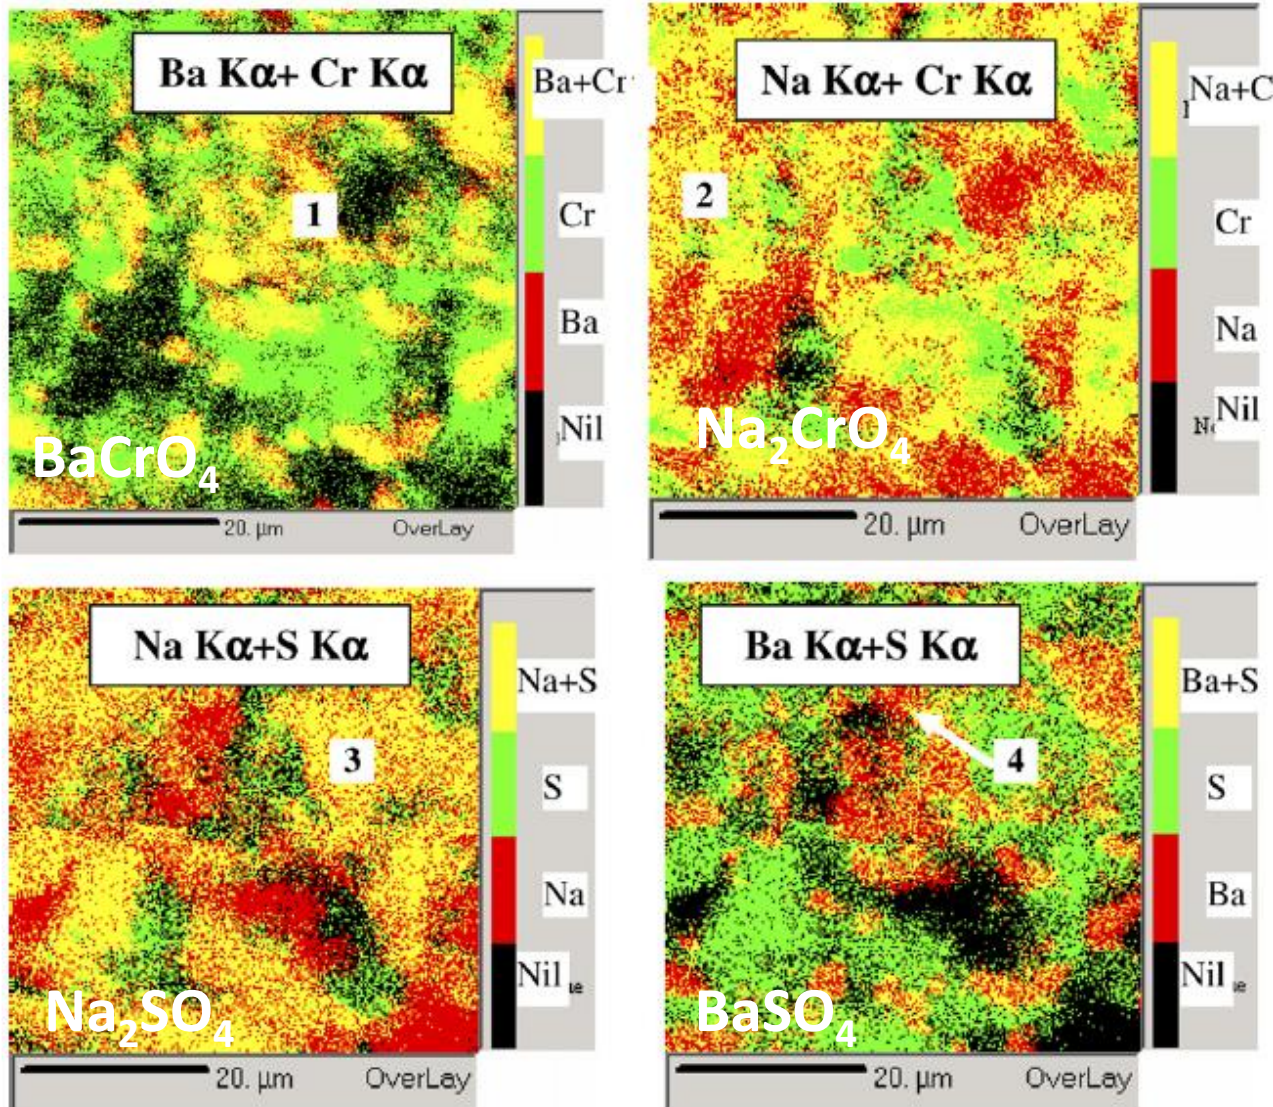 Ba Kα+ Cr Kα
Ba+Cr
1
Cr
Ba
Nil
BaCrO₄
20. µm
OverLay
Na Kα+ Cr Kα
Na+C
2
Cr
Na
Nil
Na₂CrO₄
20. µm
OverLay
Na Kα+S Kα
Na+S
3
S
Na
Nil
Na₂SO₄
20. µm
OverLay
Ba Kα+S Kα
Ba+S
4
S
Ba
Nil
BaSO₄
20. µm
OverLay